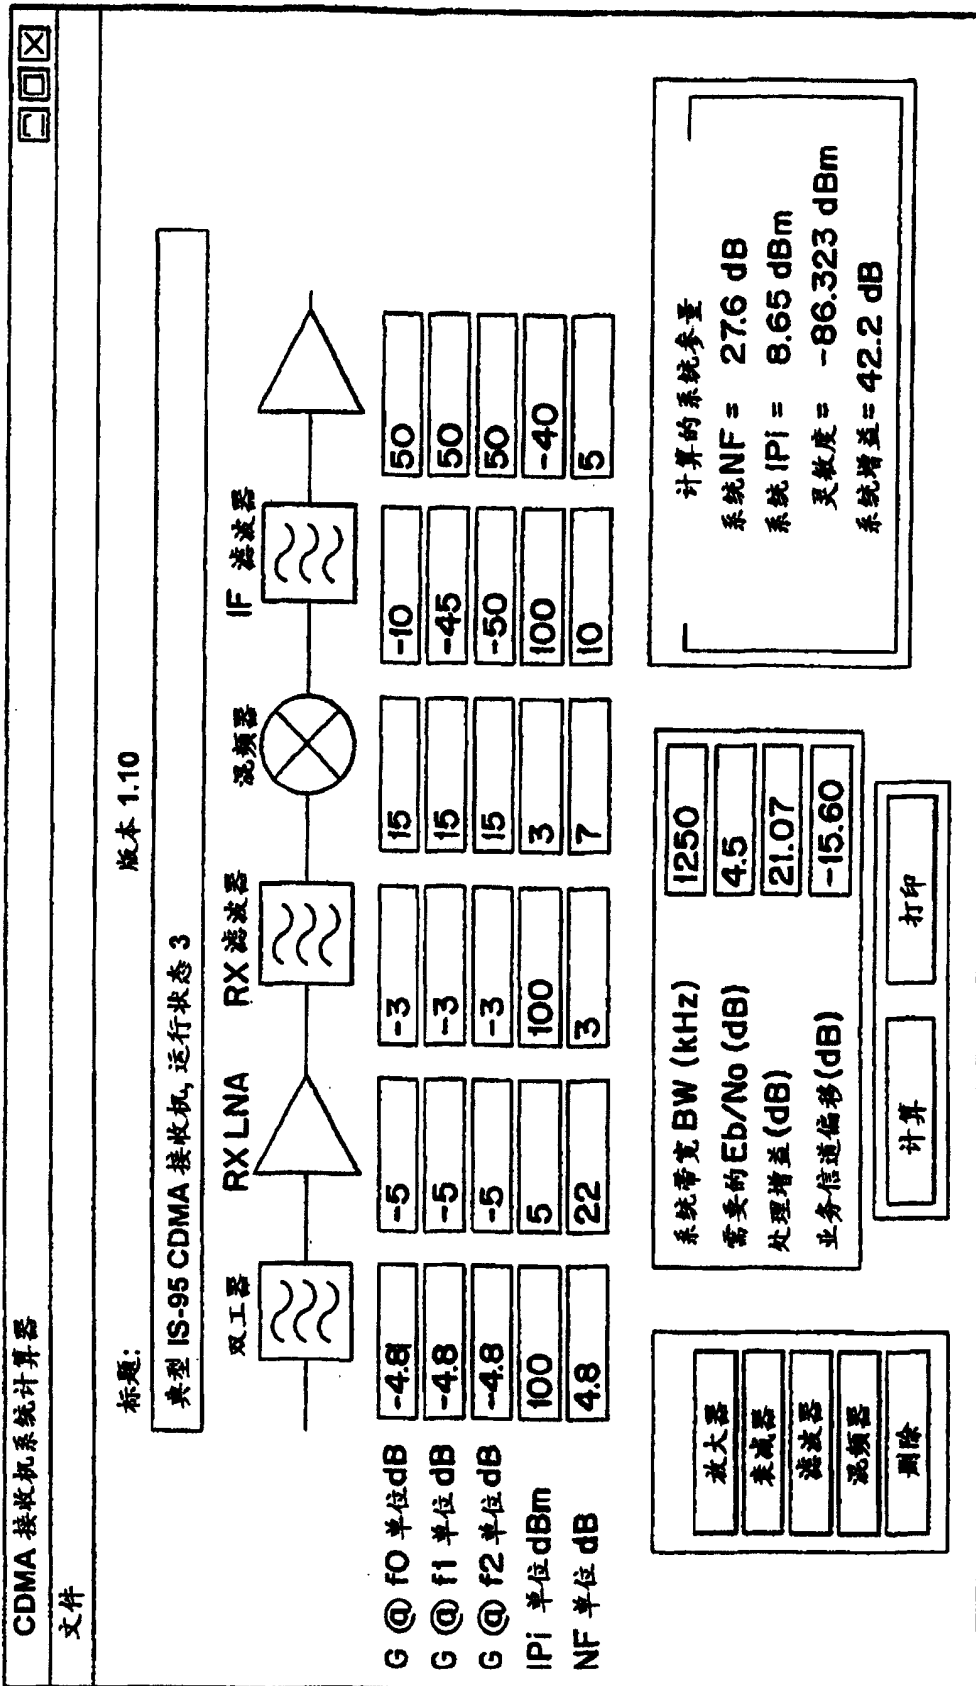 CDMA 接收机系统计算器
文件
标题: 版本 1.10
典型 IS-95 CDMA 接收机, 运行状态 3
双工器 RX LNA RX 滤波器 混频器 IF 滤波器
G @ f0 单位dB -4.8 -5 -3 15 -10 50
G @ f1 单位dB -4.8 -5 -3 15 -45 50
G @ f2 单位dB -4.8 -5 -3 15 -50 50
IPi 单位dBm 100 5 100 3 100 -40
NF 单位 dB 4.8 22 3 7 10 5
放大器
衰减器
滤波器
混频器
删除
系统带宽 BW (kHz) 1250
需要的Eb/No (dB) 4.5
处理增益(dB) 21.07
业务信道偏移(dB) -15.60
计算 打印
计算的系统参量
系统NF = 27.6 dB
系统 IPi = 8.65 dBm
灵敏度 = -86.323 dBm
系统增益= 42.2 dB